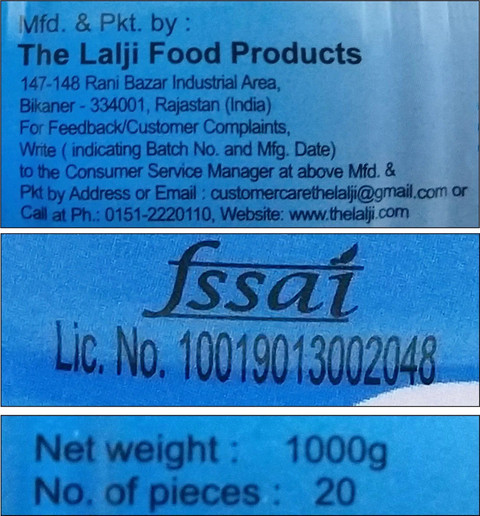 Mfd. & Pkt. by :
The Lalji Food Products
147-148 Rani Bazar Industrial Area,
Bikaner - 334001, Rajastan (India)
For Feedback/Customer Complaints,
Write ( indicating Batch No. and Mfg. Date)
to the Consumer Service Manager at above Mfd. &
Pkt by Address or Email : customercarethelalji@gmail.com or
Call at Ph.: 0151-2220110, Website: www.thelalji.com
fssai
Lic. No. 10019013002048
Net weight : 1000g
No. of pieces : 20